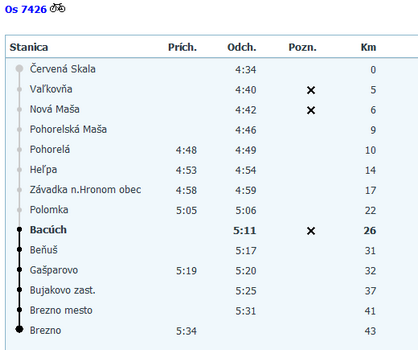 Os 7426
Stanica Prích. Odch. Pozn. Km
Červená Skala 4:34 0
Vaľkovňa 4:40 5
Nová Maša 4:42 6
Pohorelská Maša 4:46 9
Pohorelá 4:48 4:49 10
Heľpa 4:53 4:54 14
Závadka n.Hronom obec 4:58 4:59 17
Polomka 5:05 5:06 22
Bacúch 5:11 26
Beňuš 5:17 31
Gašparovo 5:19 5:20 32
Bujakovo zast. 5:25 37
Brezno mesto 5:31 41
Brezno 5:34 43